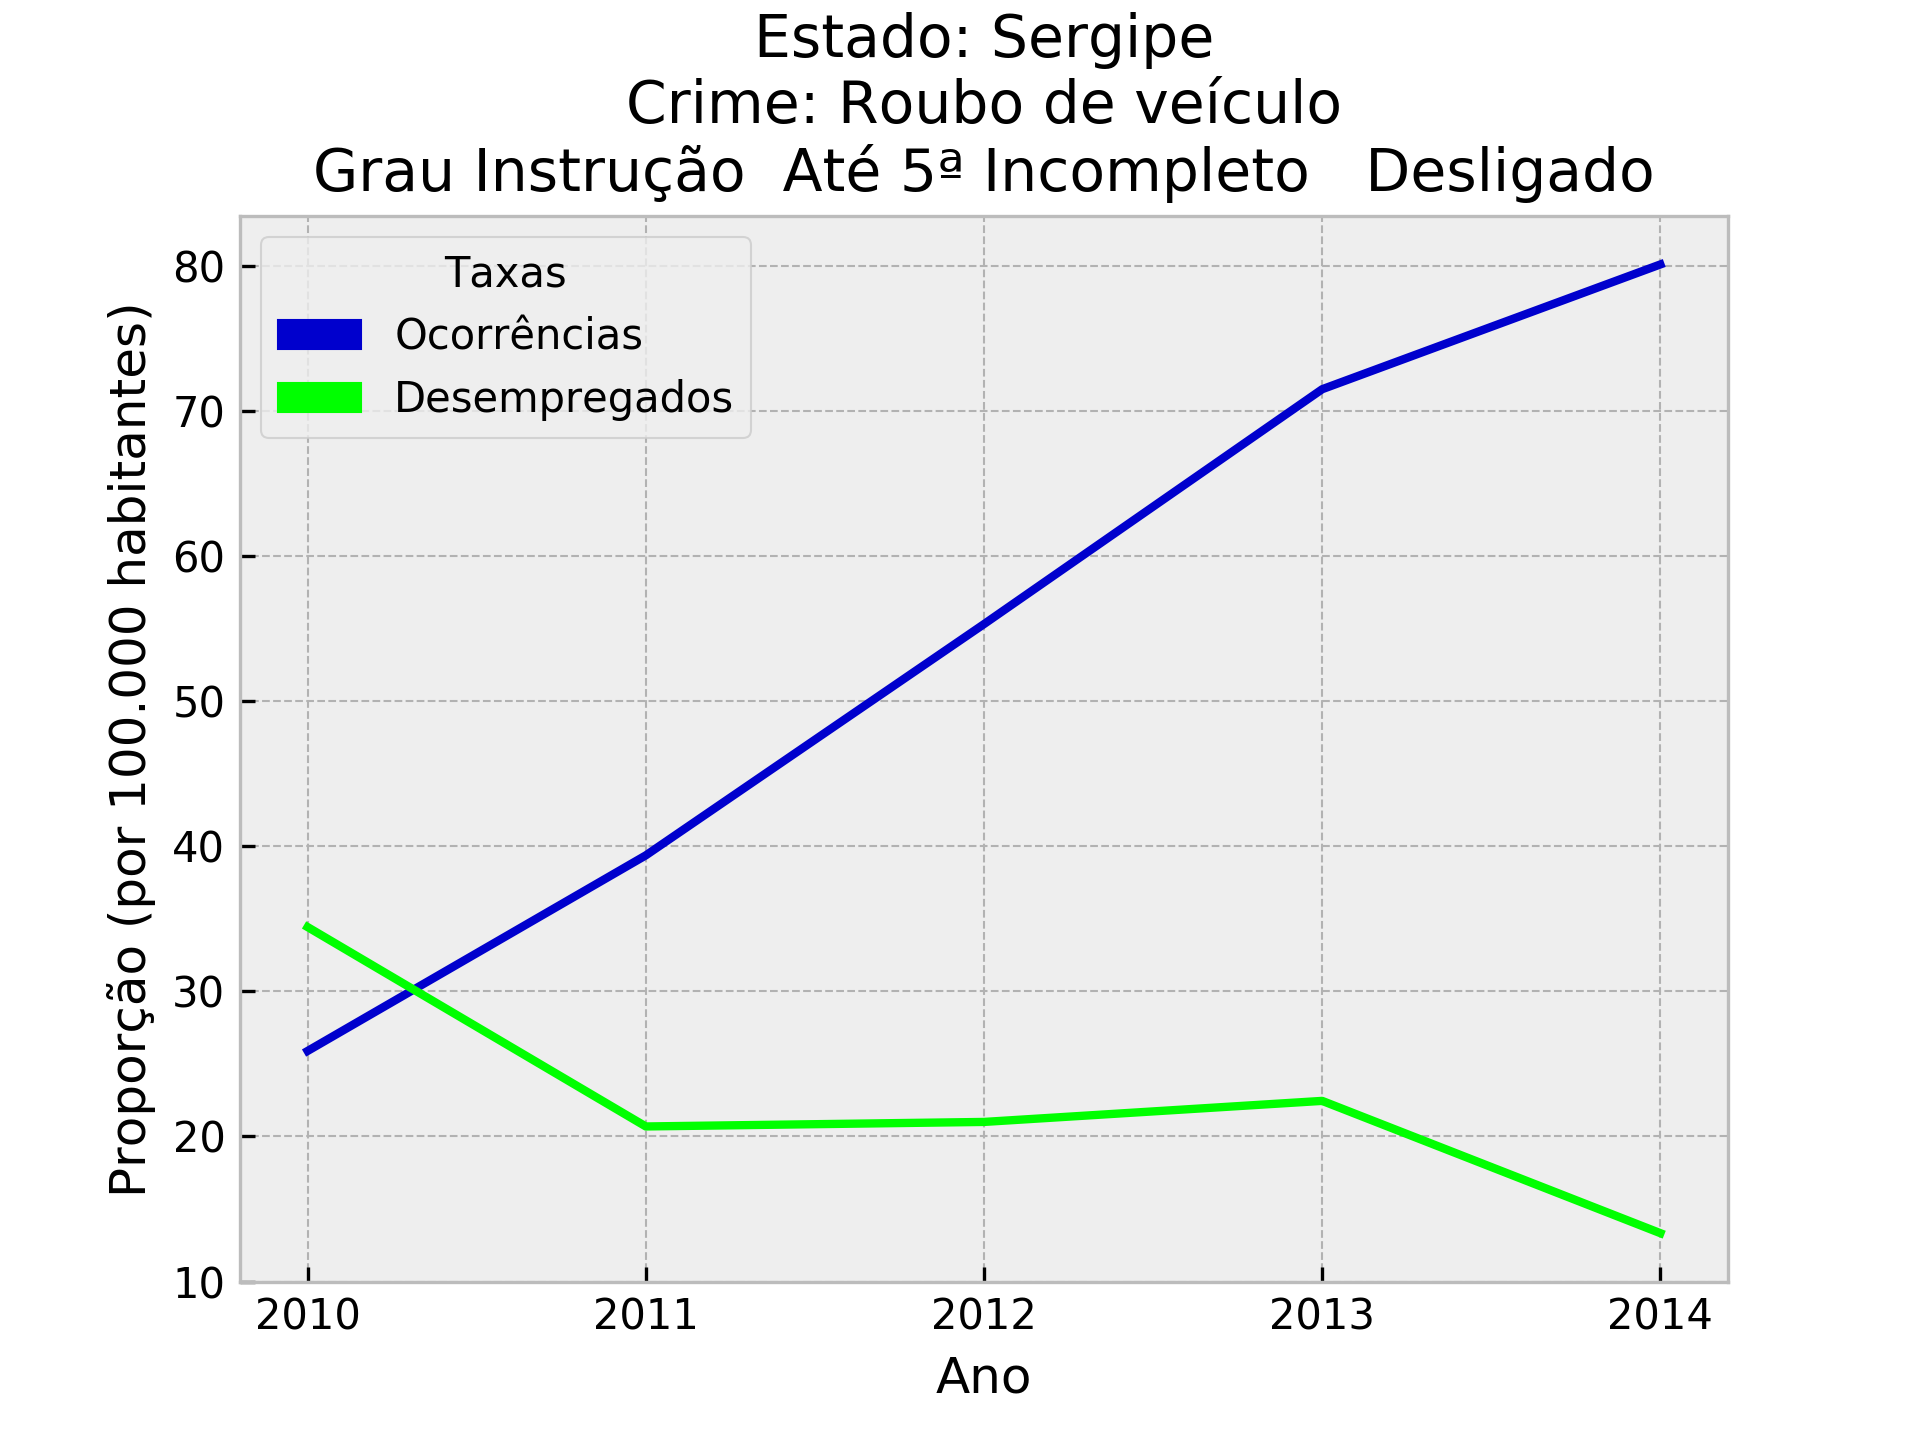 Estado: Sergipe
Crime: Roubo de veículo
Grau Instrução  Até 5ª Incompleto   Desligado
Taxas
Ocorrências
Desempregados
Proporção (por 100.000 habitantes)
80
70
60
50
40
30
20
10
2010 2011 2012 2013 2014
Ano